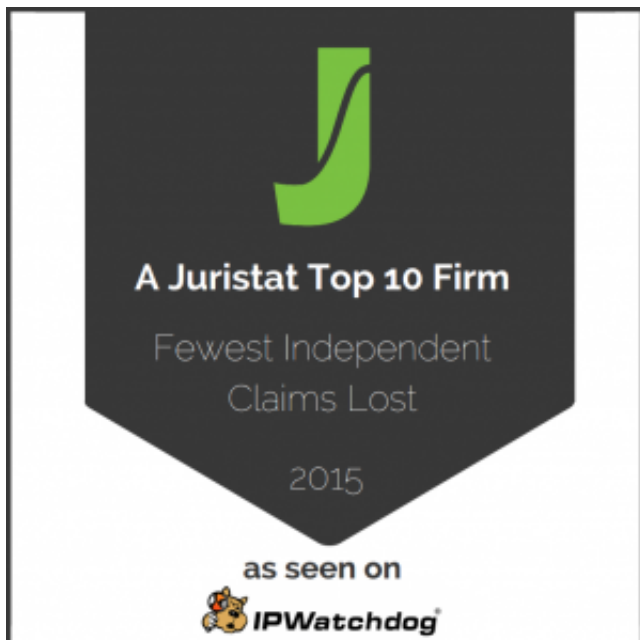 A Juristat Top 10 Firm
Fewest Independent
Claims Lost
2015
as seen on
IPWatchdog®